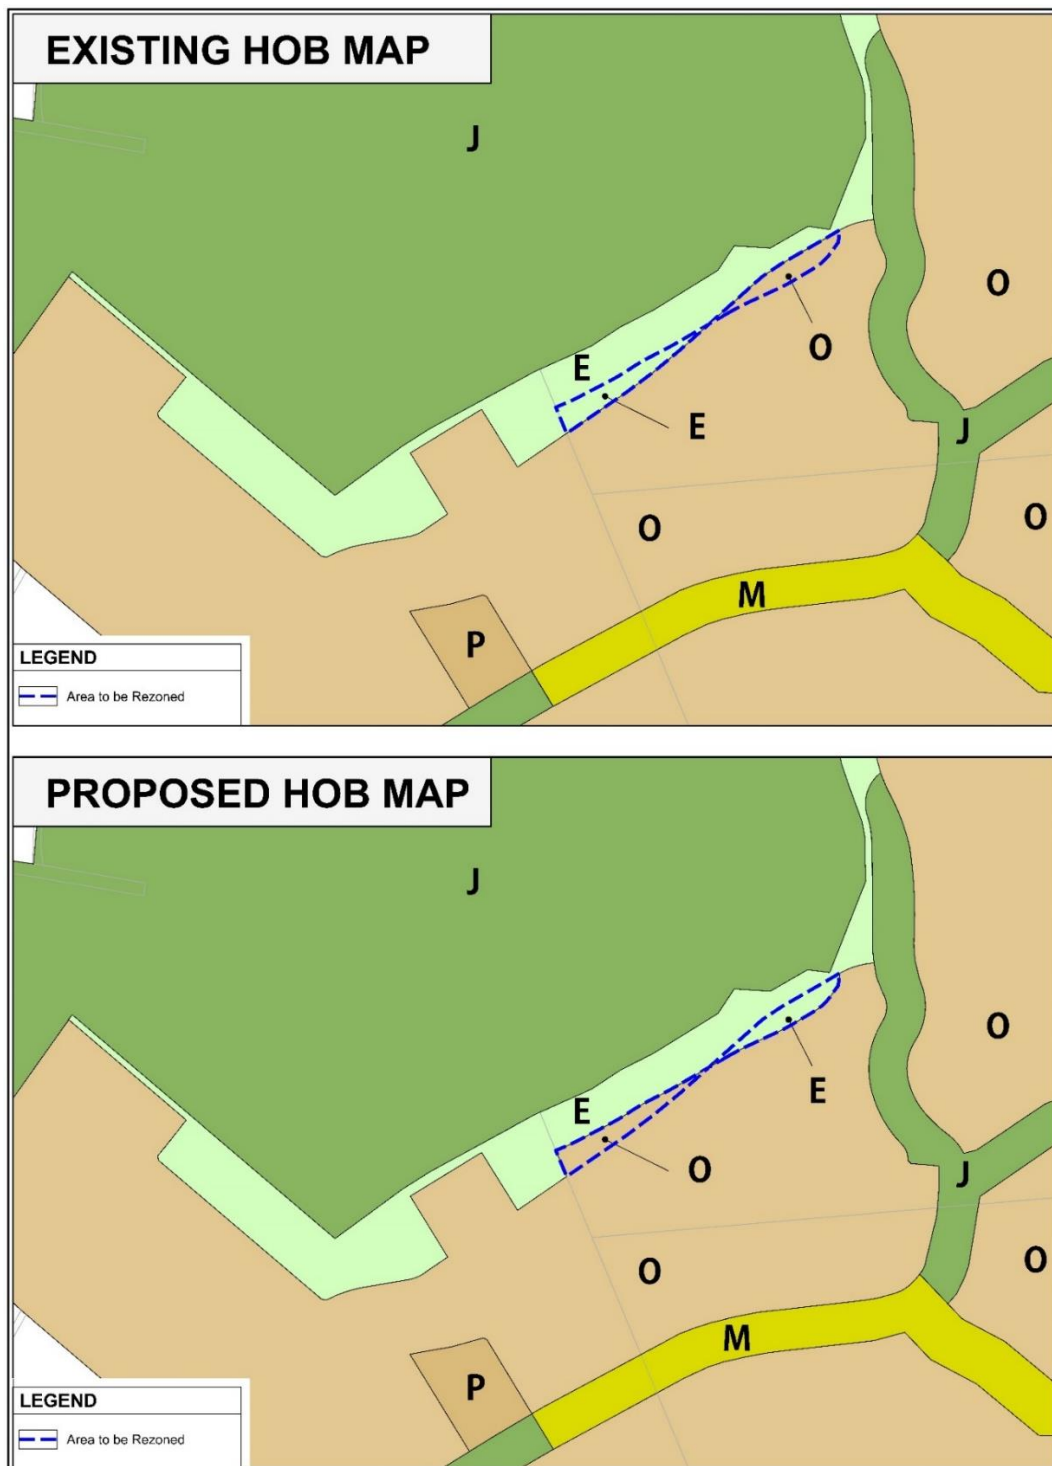 EXISTING HOB MAP
J
O
O
E
E
J
O
O
M
P
LEGEND
Area to be Rezoned
PROPOSED HOB MAP
J
O
E
E
O
J
O
O
M
P
LEGEND
Area to be Rezoned